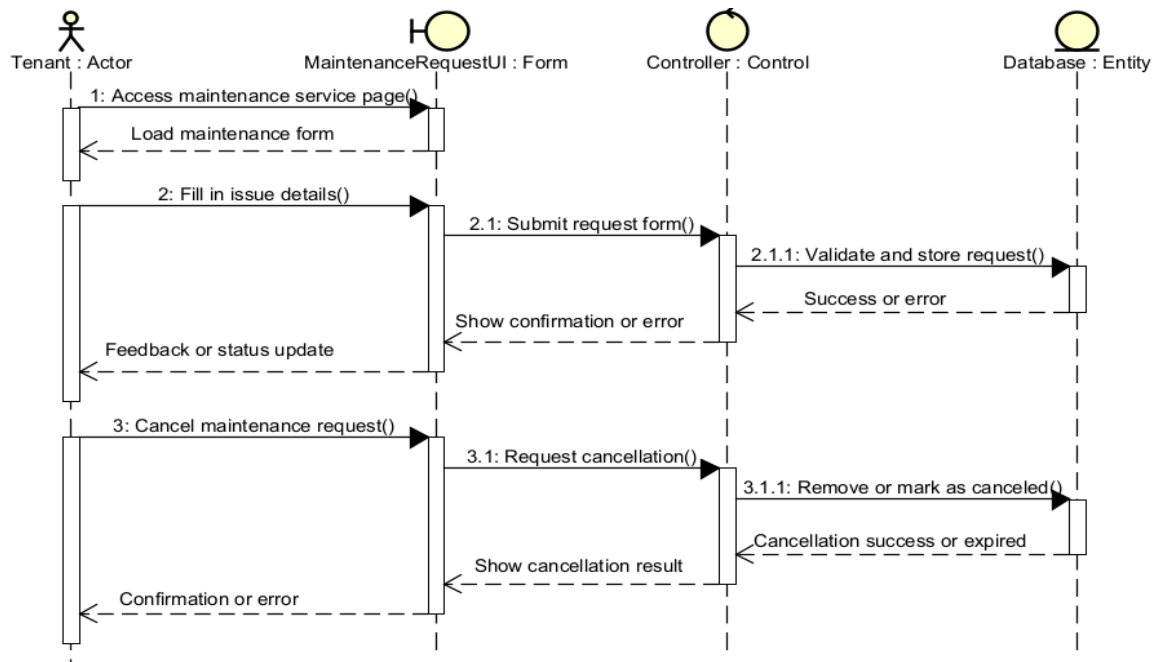 Tenant : Actor
MaintenanceRequestUI : Form
Controller : Control
Database : Entity
1: Access maintenance service page()
Load maintenance form
2: Fill in issue details()
2.1: Submit request form()
2.1.1: Validate and store request()
Success or error
Show confirmation or error
Feedback or status update
3: Cancel maintenance request()
3.1: Request cancellation()
3.1.1: Remove or mark as canceled()
Cancellation success or expired
Show cancellation result
Confirmation or error